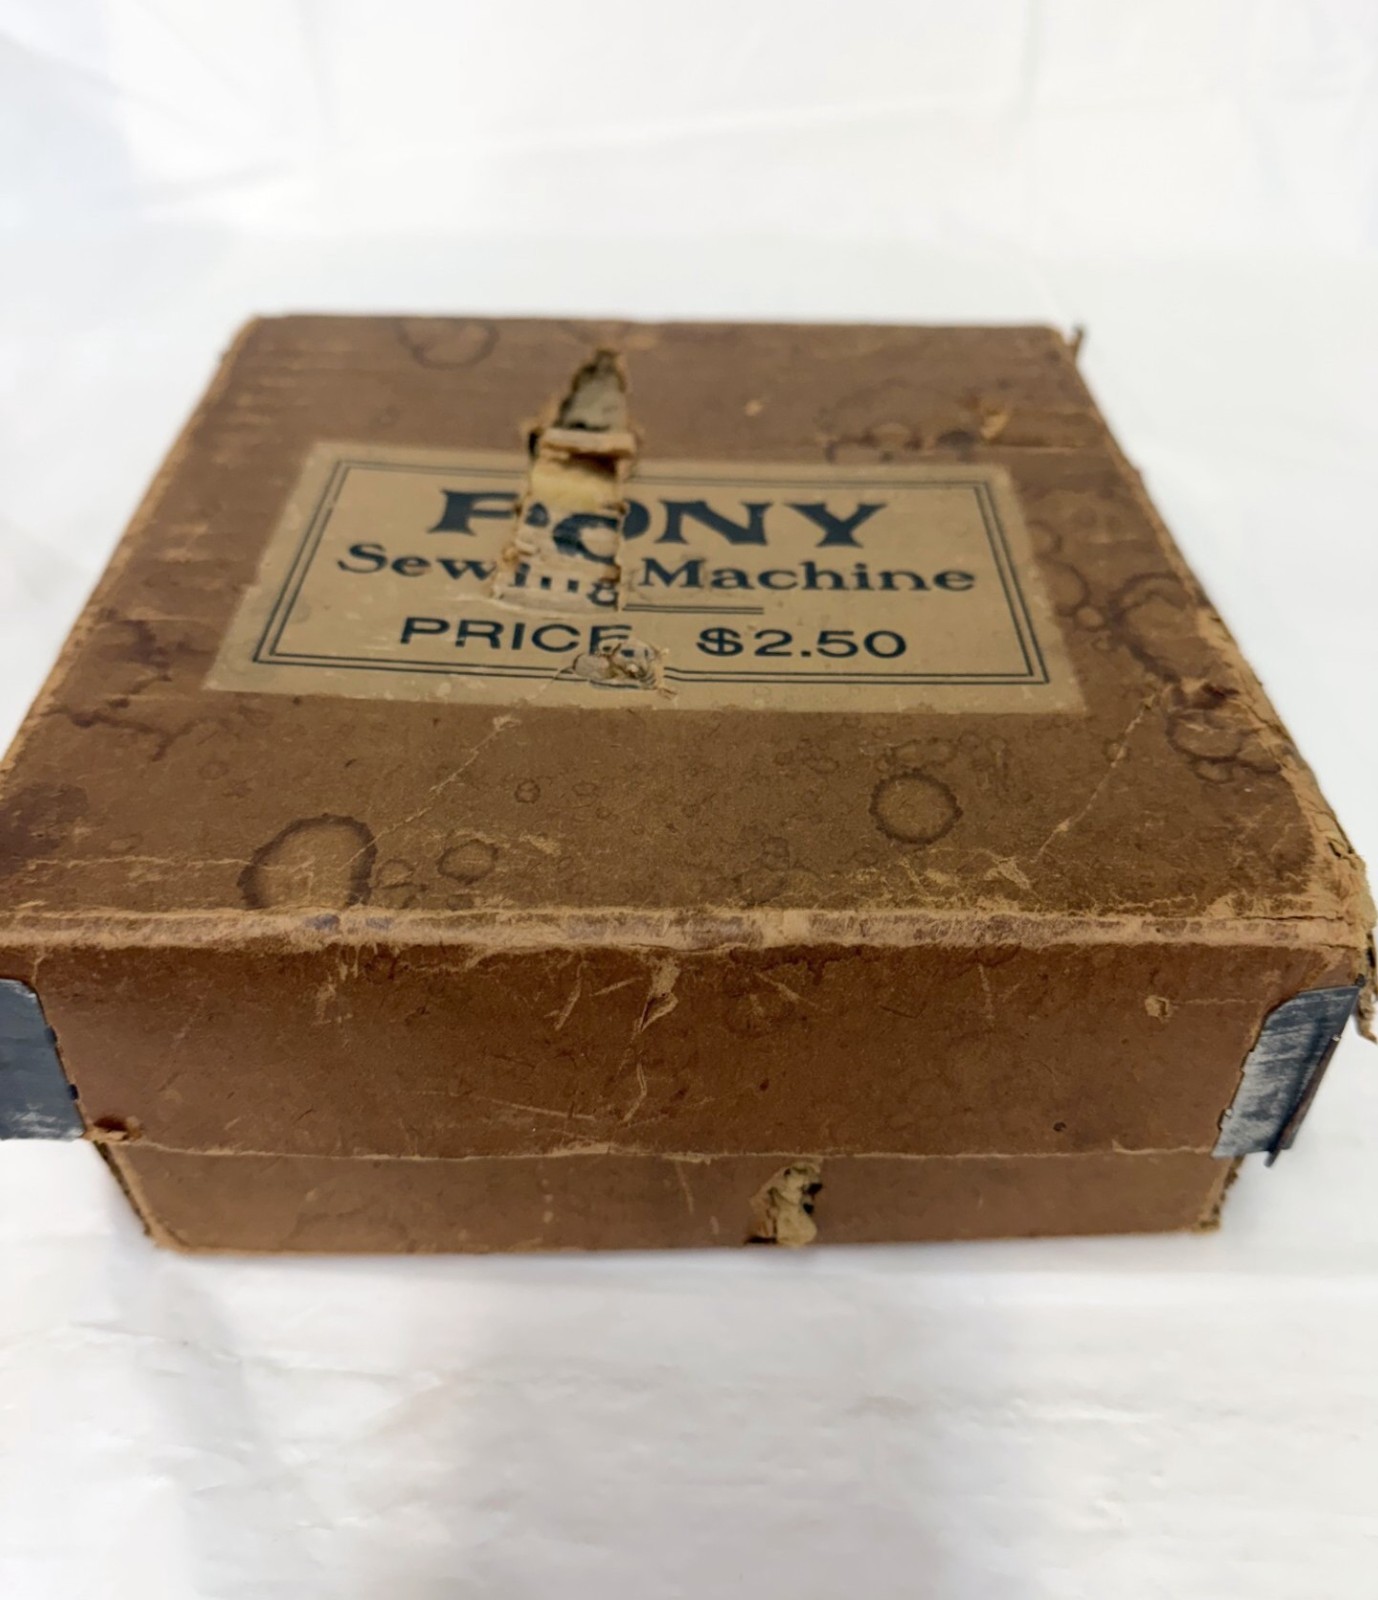 PONY
Sewing Machine
PRICE $2.50